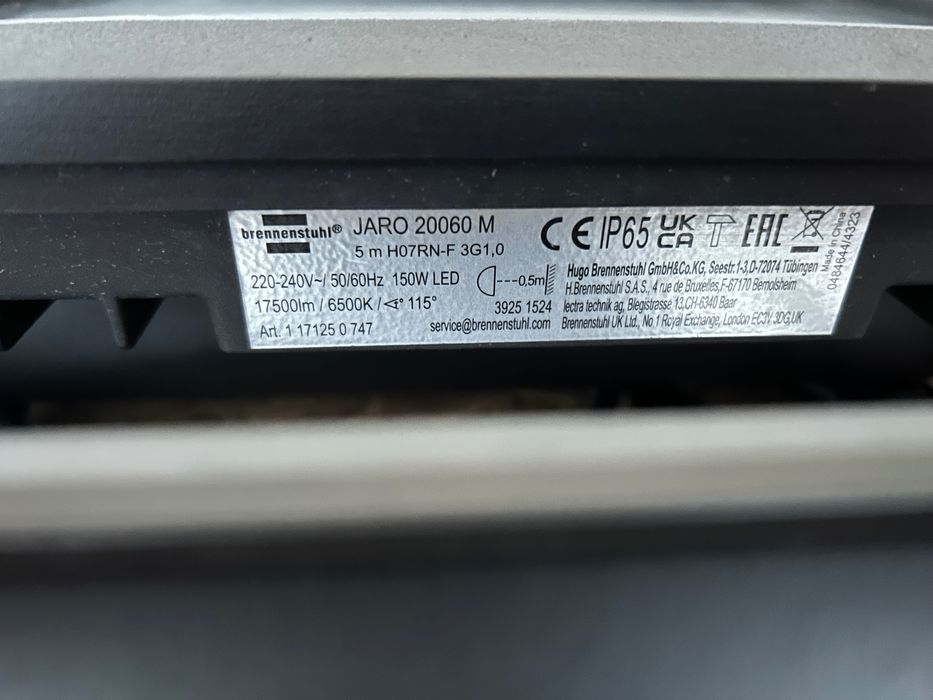 brennenstuhl® JARO 20060 M
5 m H07RN-F 3G1,0
220-240V~/ 50/60Hz 150W LED
17500lm / 6500K / ∢° 115°
Art. 1 17125 0 747
0.5m
3925 1524
service@brennenstuhl.com
CE IP65 UK CA T EAC
Hugo Brennenstuhl GmbH&Co.KG, Seestr.1-3,D-72074 Tübingen
H.Brennenstuhl S.A.S., 4 rue de Bruxelles,F-67170 Bernolsheim
lectra technik ag, Blegistrasse 13,CH-6340 Baar
Brennenstuhl UK Ltd., No 1 Royal Exchange, London EC3V 3DG,UK
Made in China
0484644/4323